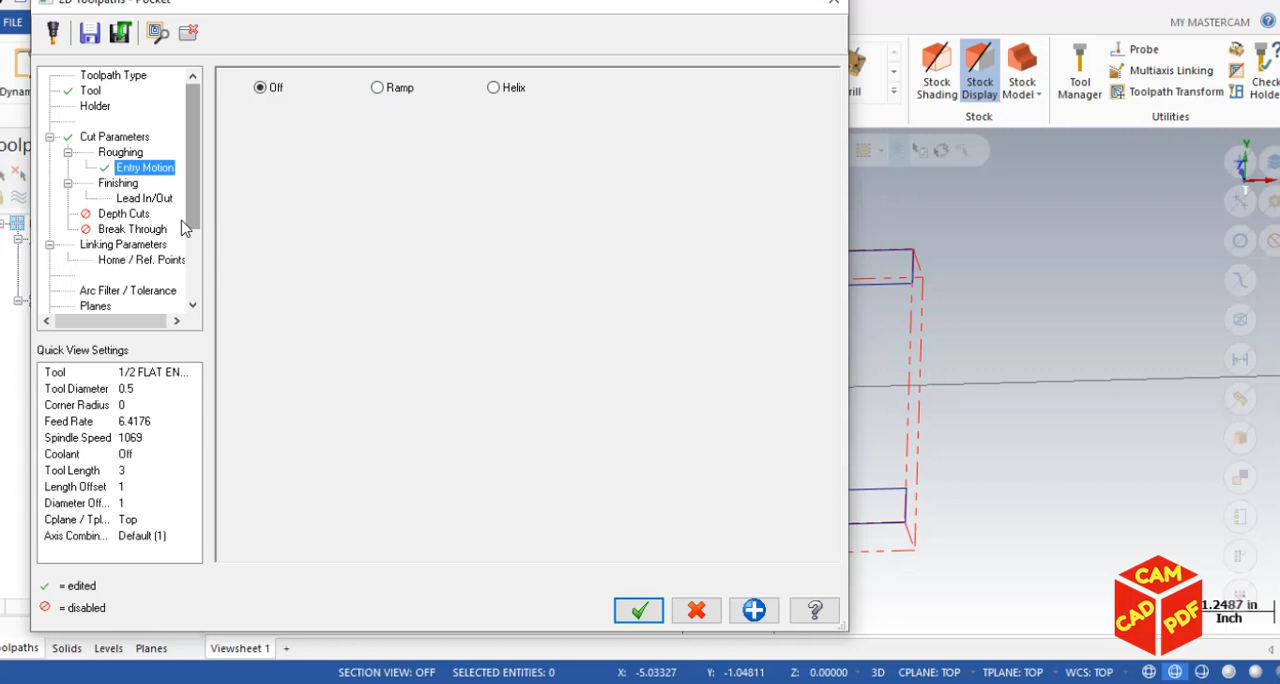 2D Toolpaths - Pocket
FILE
MY MASTERCAM
Toolpath Type
Tool
Holder
Cut Parameters
Roughing
Entry Motion
Finishing
Lead In/Out
Depth Cuts
Break Through
Linking Parameters
Home / Ref. Points
Arc Filter / Tolerance
Planes
Off
Ramp
Helix
Quick View Settings
Tool 1/2 FLAT EN...
Tool Diameter 0.5
Corner Radius 0
Feed Rate 6.4176
Spindle Speed 1069
Coolant Off
Tool Length 3
Length Offset 1
Diameter Off... 1
Cplane / Tpl... Top
Axis Combin... Default (1)
= edited
= disabled
Stock Shading
Stock Display
Stock Model
Stock
Tool Manager
Probe
Multiaxis Linking
Toolpath Transform
Check
Holde
Utilities
Y
CAM
CAD
PDF
1.2487 in
Inch
Solids
Levels
Planes
Viewsheet 1
+
SECTION VIEW: OFF
SELECTED ENTITIES: 0
X: -5.03327
Y: -1.04811
Z: 0.00000
3D
CPLANE: TOP
TPLANE: TOP
WCS: TOP